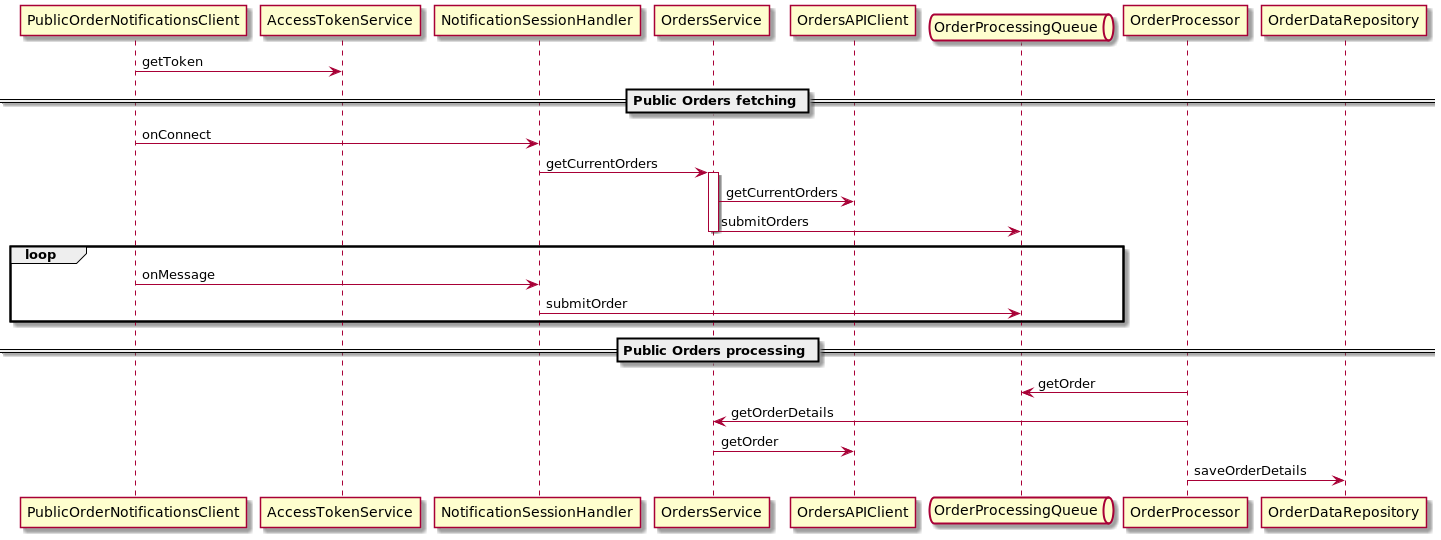 PublicOrderNotificationsClient AccessTokenService NotificationSessionHandler OrdersService OrdersAPIClient OrderProcessingQueue OrderProcessor OrderDataRepository
getToken
Public Orders fetching
onConnect
getCurrentOrders
getCurrentOrders
submitOrders
loop
onMessage
submitOrder
Public Orders processing
getOrder
getOrderDetails
getOrder
saveOrderDetails
PublicOrderNotificationsClient AccessTokenService NotificationSessionHandler OrdersService OrdersAPIClient OrderProcessingQueue OrderProcessor OrderDataRepository